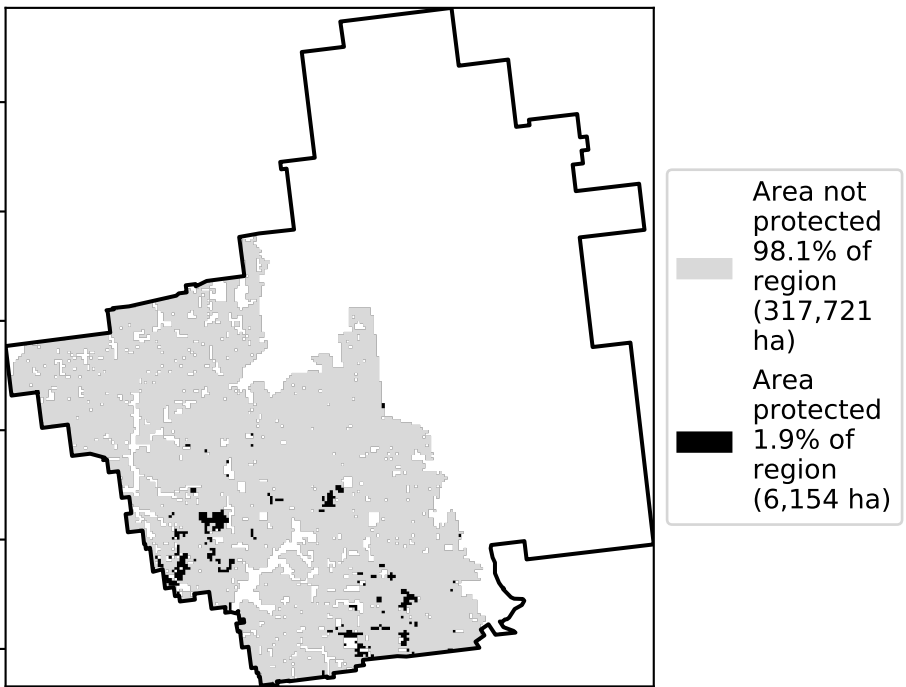 Area not
protected
98.1% of
region
(317,721
ha)
Area
protected
1.9% of
region
(6,154 ha)